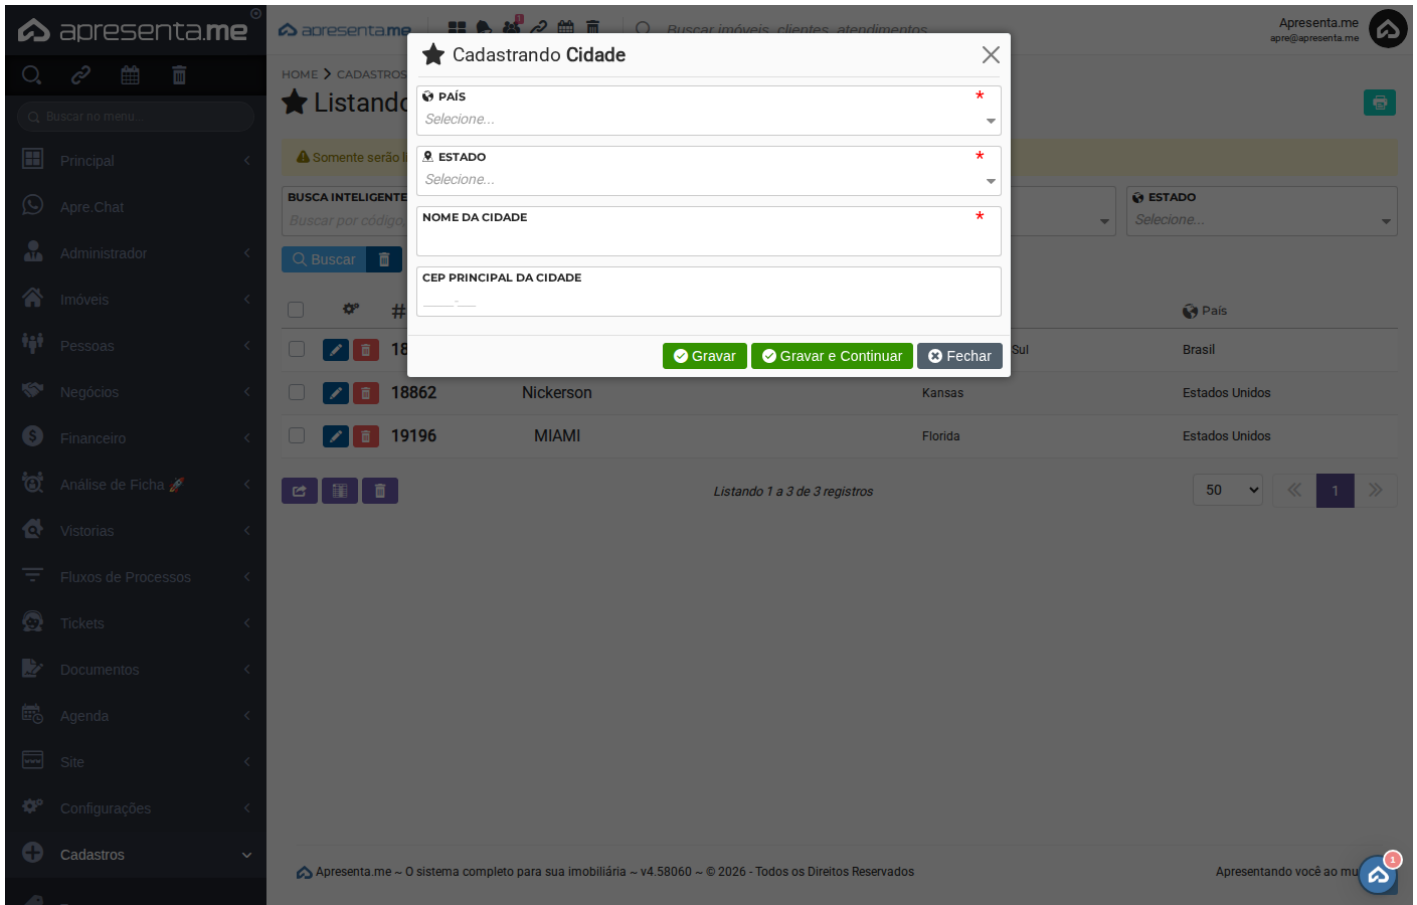 apresenta.me
Buscar no menu...
Principal
Apre.Chat
Administrador
Imóveis
Pessoas
Negócios
Financeiro
Análise de Ficha 🚀
Vistorias
Fluxos de Processos
Tickets
Documentos
Agenda
Site
Configurações
Cadastros
apresenta.me
1
Buscar imóveis, clientes, atendimentos
Apresenta.me
apre@apresenta.me
HOME > CADASTROS
Listando
Somente serão
BUSCA INTELIGENTE
Buscar por código
ESTADO
Selecione...
Buscar
Cadastrando Cidade
PAÍS *
Selecione...
ESTADO *
Selecione...
NOME DA CIDADE *
CEP PRINCIPAL DA CIDADE
_____-___
Gravar
Gravar e Continuar
Fechar
# País
18 Sul Brasil
18862 Nickerson Kansas Estados Unidos
19196 MIAMI Florida Estados Unidos
Listando 1 a 3 de 3 registros
50
« 1 »
Apresenta.me ~ O sistema completo para sua imobiliária ~ v4.58060 ~ © 2026 - Todos os Direitos Reservados
Apresentando você ao mu
1